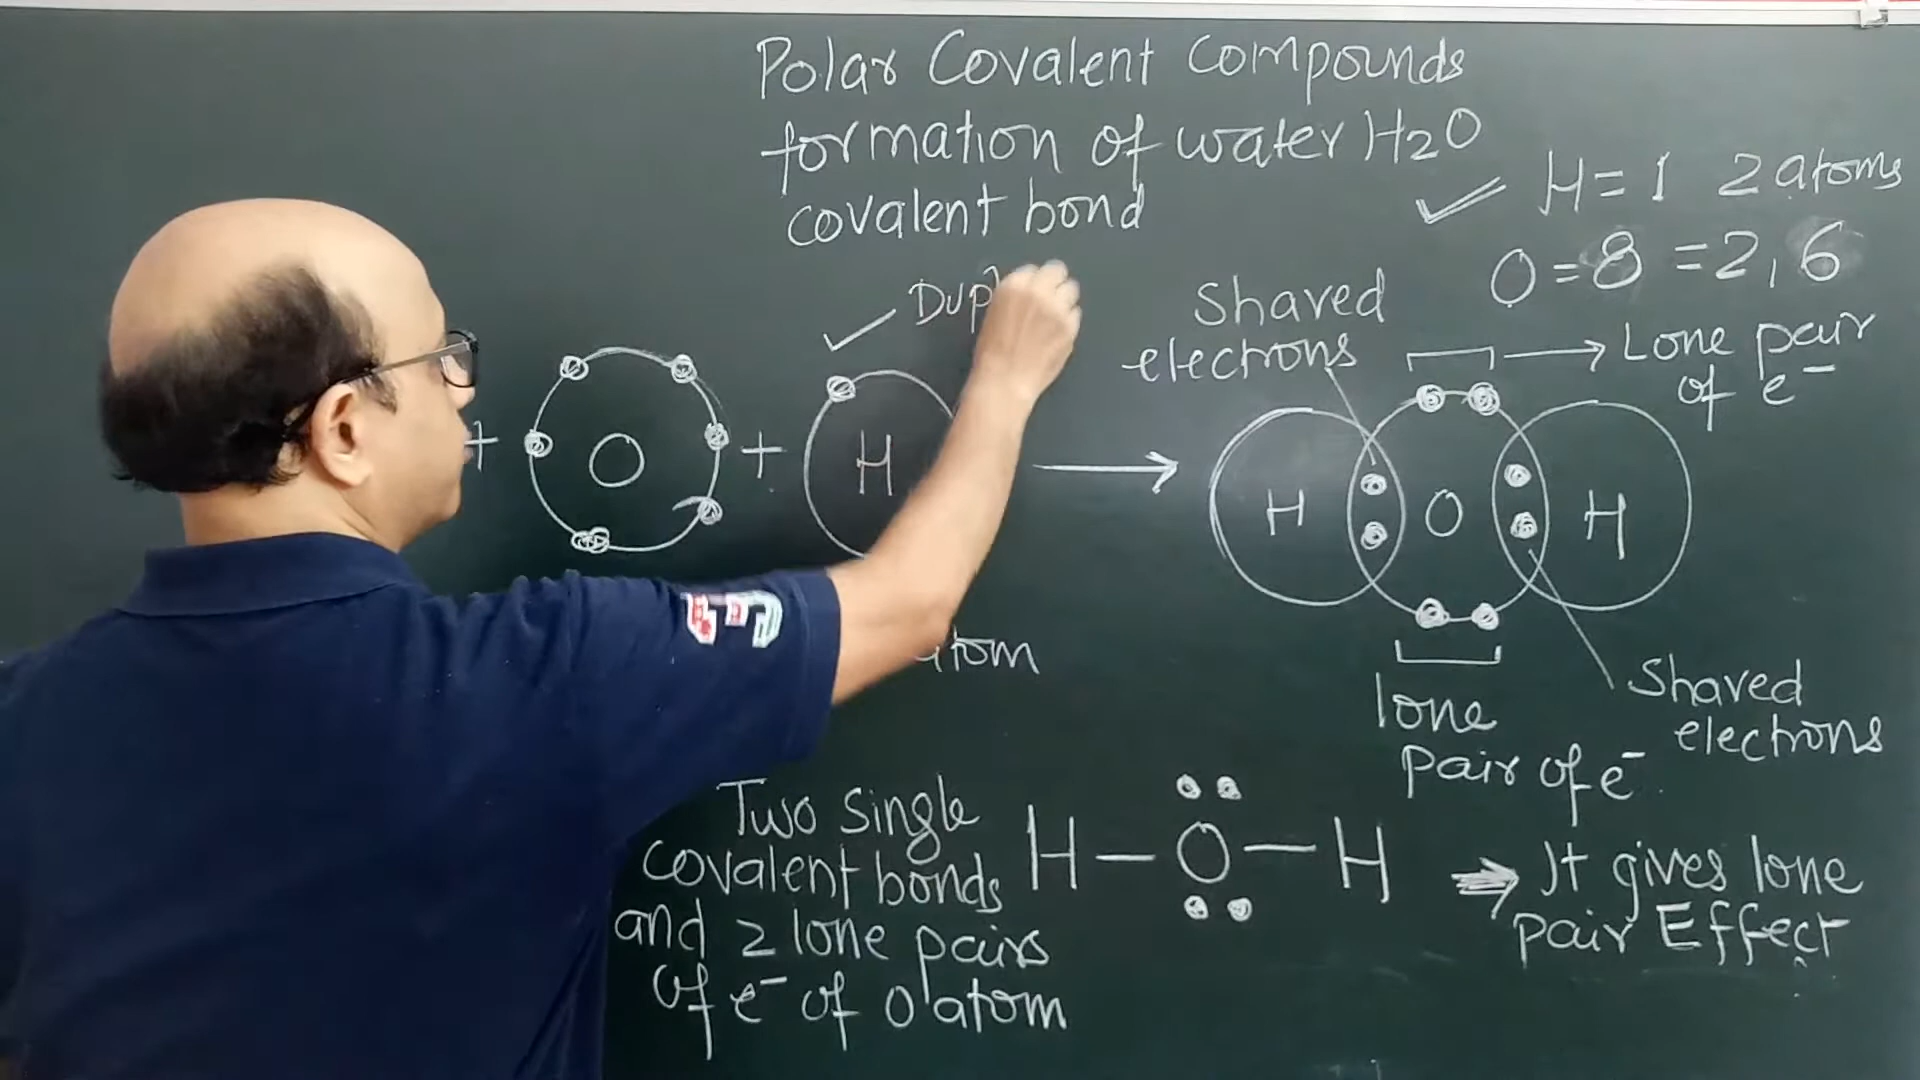 Polar Covalent Compounds
formation of water H2O
covalent bond
H = 1 2 atoms
O = 8 = 2, 6
Shared
electrons
Lone pair
of e⁻
+
O
+
H
H
O
H
atom
lone
pair of e⁻
Shared
electrons
Two Single
covalent bonds
and 2 lone pairs
of e⁻ of O atom
H – O – H
It gives lone
pair Effect